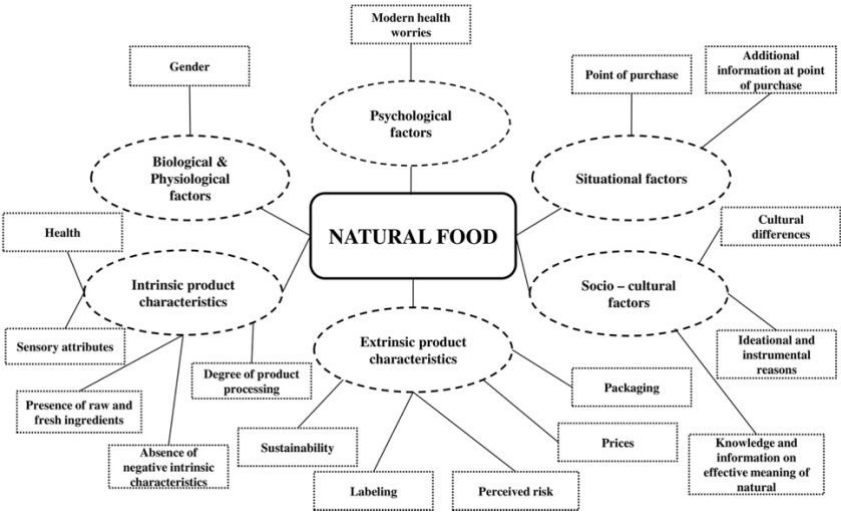 Modern health
worries
Gender
Point of purchase
Additional
information at point
of purchase
Psychological
factors
Biological &
Physiological
factors
Situational factors
NATURAL FOOD
Health
Cultural
differences
Intrinsic product
characteristics
Socio – cultural
factors
Sensory attributes
Extrinsic product
characteristics
Ideational and
instrumental
reasons
Degree of product
processing
Packaging
Presence of raw and
fresh ingredients
Sustainability
Prices
Absence of
negative intrinsic
characteristics
Knowledge and
information on
effective meaning of
natural
Labeling
Perceived risk